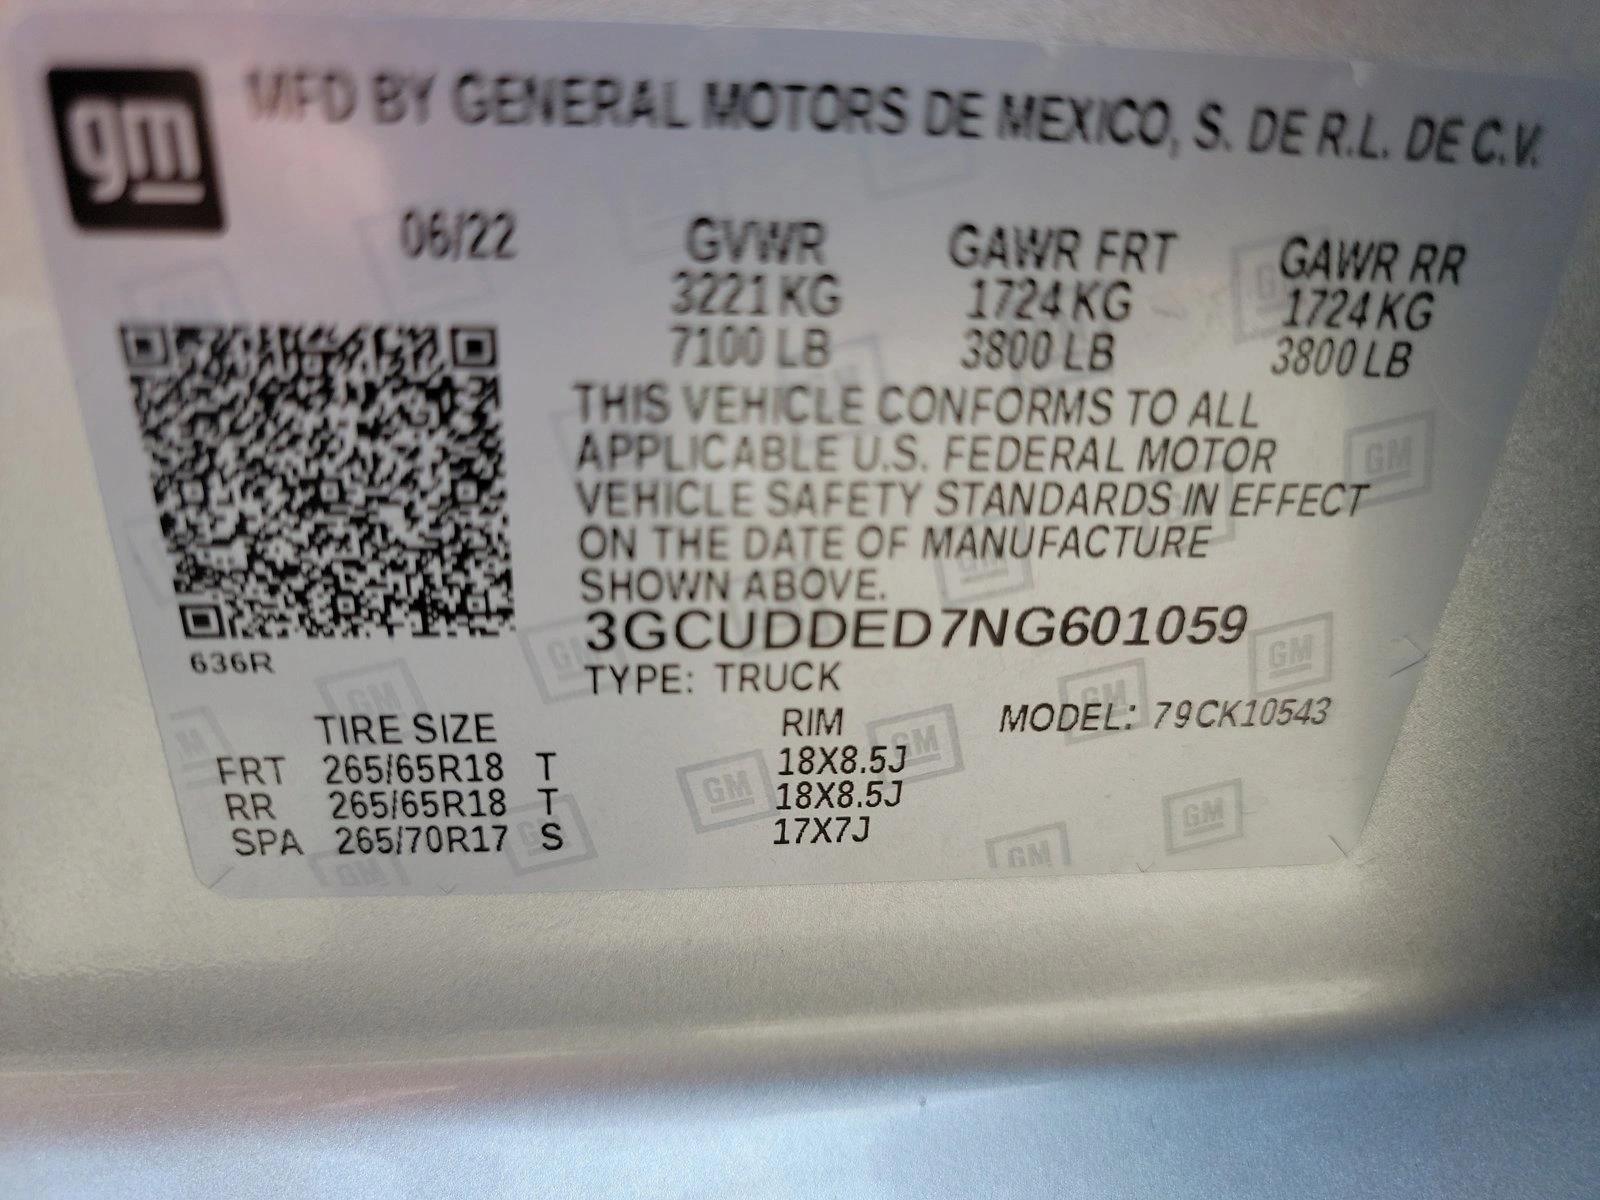 gm
MFD BY GENERAL MOTORS DE MEXICO, S. DE R.L. DE C.V.
06/22 GVWR GAWR FRT GAWR RR
3221 KG 1724 KG 1724 KG
7100 LB 3800 LB 3800 LB
THIS VEHICLE CONFORMS TO ALL
APPLICABLE U.S. FEDERAL MOTOR
VEHICLE SAFETY STANDARDS IN EFFECT
ON THE DATE OF MANUFACTURE
SHOWN ABOVE.
3GCUDDED7NG601059
636R
TYPE: TRUCK
TIRE SIZE RIM MODEL: 79CK10543
FRT 265/65R18 T 18X8.5J
RR 265/65R18 T 18X8.5J
SPA 265/70R17 S 17X7J